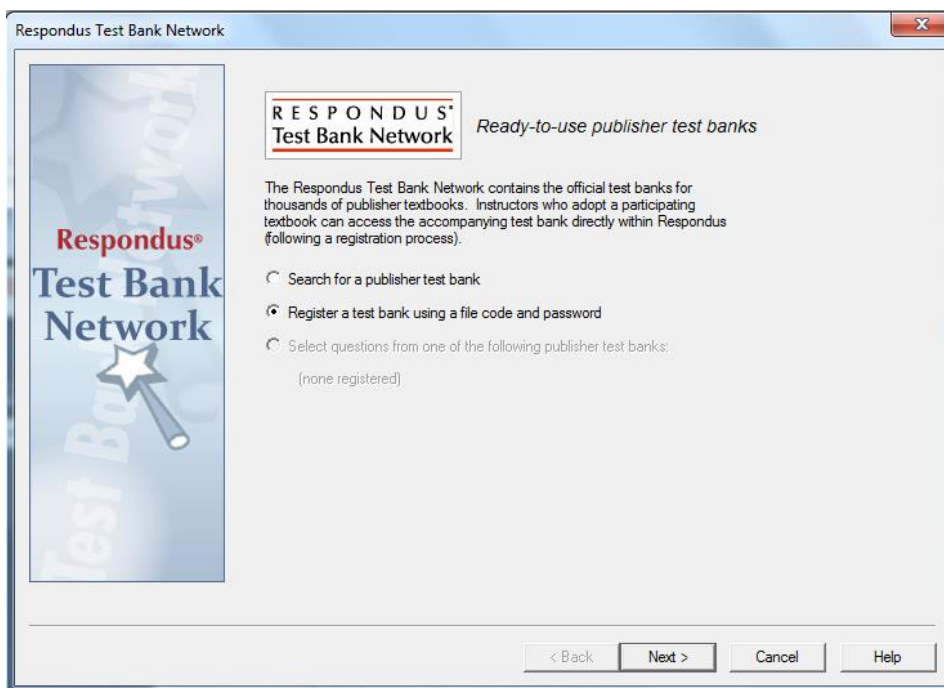 Respondus Test Bank Network
X
Respondus®
Test Bank
Network
Test Bank Network
RESPONDUS®
Test Bank Network
Ready-to-use publisher test banks
The Respondus Test Bank Network contains the official test banks for
thousands of publisher textbooks. Instructors who adopt a participating
textbook can access the accompanying test bank directly within Respondus
(following a registration process).
Search for a publisher test bank
Register a test bank using a file code and password
Select questions from one of the following publisher test banks:
(none registered)
< Back
Next >
Cancel
Help